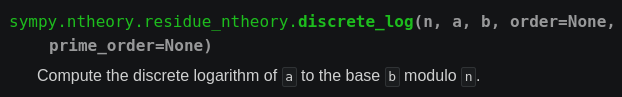 sympy.ntheory.residue_ntheory.discrete_log(n, a, b, order=None,
prime_order=None)
Compute the discrete logarithm of a to the base b modulo n.